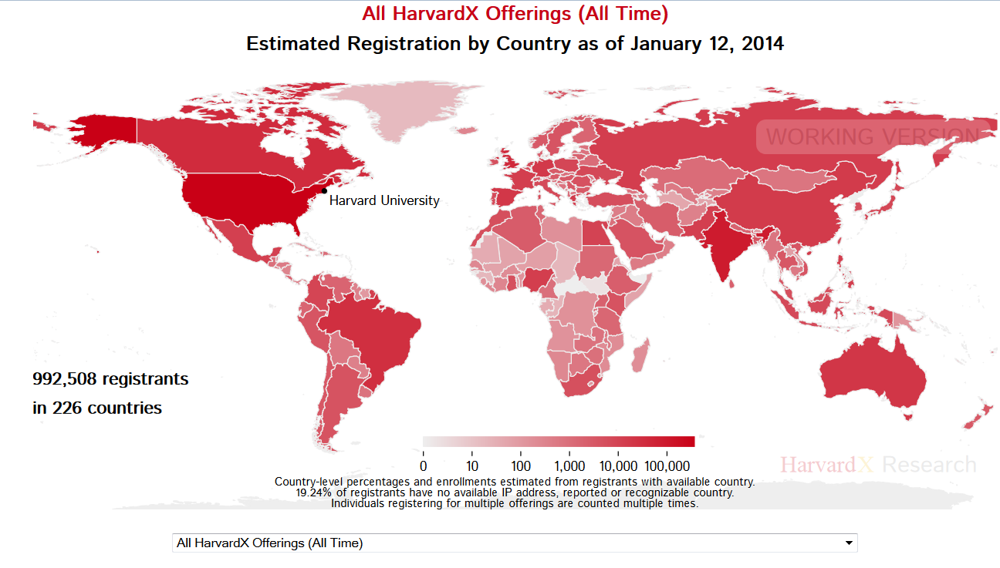 All HarvardX Offerings (All Time)
Estimated Registration by Country as of January 12, 2014
WORKING VERSION
Harvard University
992,508 registrants
in 226 countries
0 10 100 1,000 10,000 100,000
HarvardX Research
Country-level percentages and enrollments estimated from registrants with available country.
19.24% of registrants have no available IP address, reported or recognizable country.
Individuals registering for multiple offerings are counted multiple times.
All HarvardX Offerings (All Time)